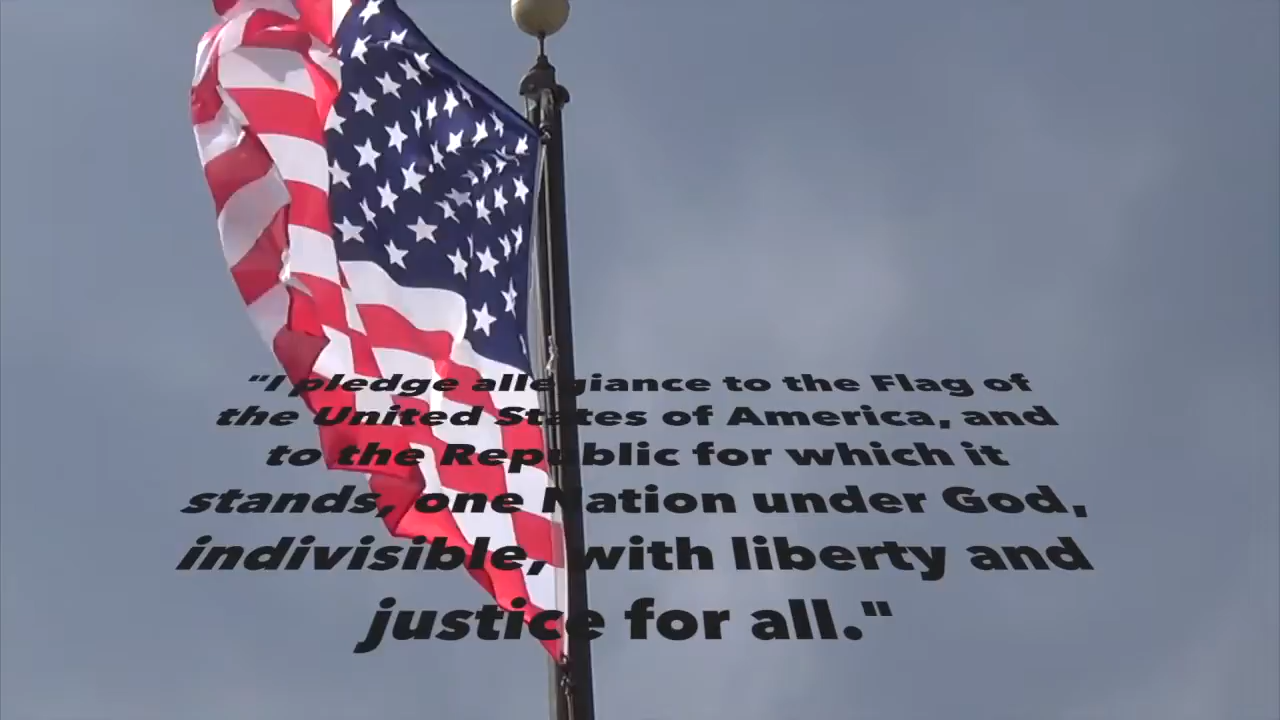 "I pledge allegiance to the Flag of
the United States of America, and
to the Republic for which it
stands, one Nation under God,
indivisible, with liberty and
justice for all."